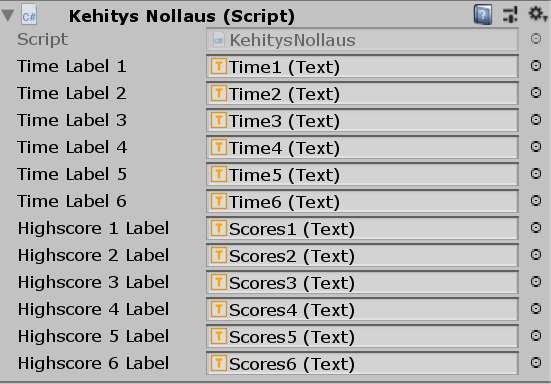 Kehitys Nollaus (Script)
Script KehitysNollaus
Time Label 1 Time1 (Text)
Time Label 2 Time2 (Text)
Time Label 3 Time3 (Text)
Time Label 4 Time4 (Text)
Time Label 5 Time5 (Text)
Time Label 6 Time6 (Text)
Highscore 1 Label Scores1 (Text)
Highscore 2 Label Scores2 (Text)
Highscore 3 Label Scores3 (Text)
Highscore 4 Label Scores4 (Text)
Highscore 5 Label Scores5 (Text)
Highscore 6 Label Scores6 (Text)